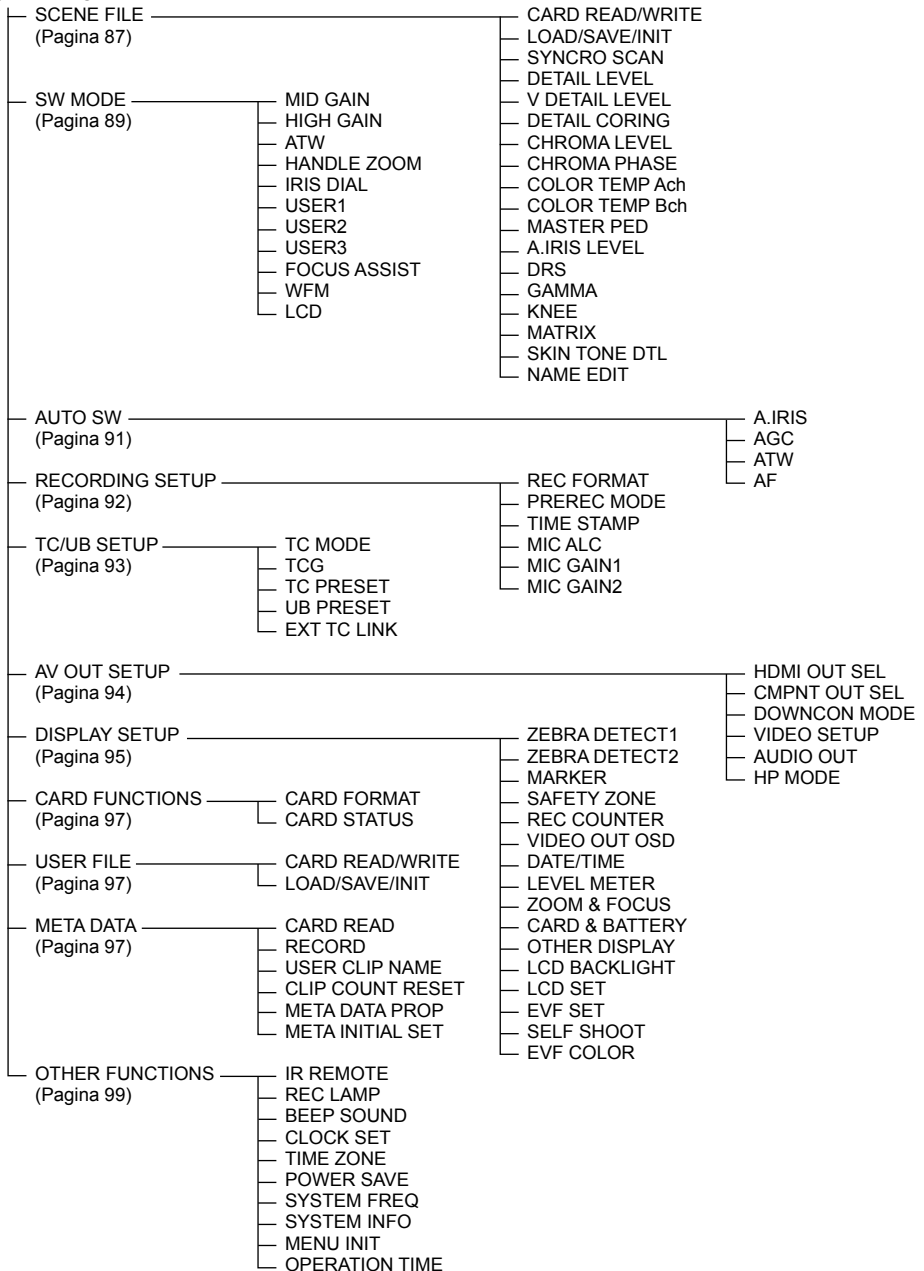 SCENE FILE
(Pagina 87)
CARD READ/WRITE
LOAD/SAVE/INIT
SYNCRO SCAN
DETAIL LEVEL
V DETAIL LEVEL
DETAIL CORING
CHROMA LEVEL
CHROMA PHASE
COLOR TEMP Ach
COLOR TEMP Bch
MASTER PED
A.IRIS LEVEL
DRS
GAMMA
KNEE
MATRIX
SKIN TONE DTL
NAME EDIT
SW MODE
(Pagina 89)
MID GAIN
HIGH GAIN
ATW
HANDLE ZOOM
IRIS DIAL
USER1
USER2
USER3
FOCUS ASSIST
WFM
LCD
AUTO SW
(Pagina 91)
A.IRIS
AGC
ATW
AF
RECORDING SETUP
(Pagina 92)
REC FORMAT
PREREC MODE
TIME STAMP
MIC ALC
MIC GAIN1
MIC GAIN2
TC/UB SETUP
(Pagina 93)
TC MODE
TCG
TC PRESET
UB PRESET
EXT TC LINK
AV OUT SETUP
(Pagina 94)
HDMI OUT SEL
CMPNT OUT SEL
DOWNCON MODE
VIDEO SETUP
AUDIO OUT
HP MODE
DISPLAY SETUP
(Pagina 95)
ZEBRA DETECT1
ZEBRA DETECT2
MARKER
SAFETY ZONE
REC COUNTER
VIDEO OUT OSD
DATE/TIME
LEVEL METER
ZOOM & FOCUS
CARD & BATTERY
OTHER DISPLAY
LCD BACKLIGHT
LCD SET
EVF SET
SELF SHOOT
EVF COLOR
CARD FUNCTIONS
(Pagina 97)
CARD FORMAT
CARD STATUS
USER FILE
(Pagina 97)
CARD READ/WRITE
LOAD/SAVE/INIT
META DATA
(Pagina 97)
CARD READ
RECORD
USER CLIP NAME
CLIP COUNT RESET
META DATA PROP
META INITIAL SET
OTHER FUNCTIONS
(Pagina 99)
IR REMOTE
REC LAMP
BEEP SOUND
CLOCK SET
TIME ZONE
POWER SAVE
SYSTEM FREQ
SYSTEM INFO
MENU INIT
OPERATION TIME